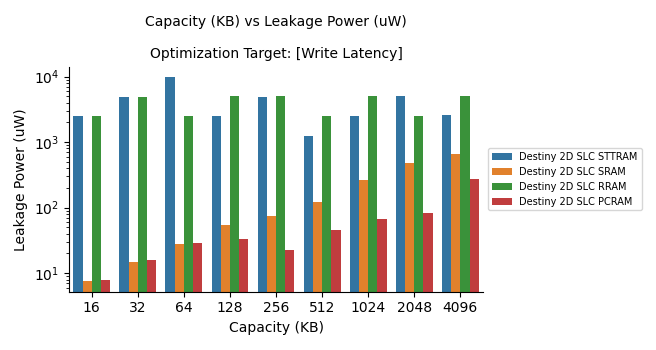 Capacity (KB) vs Leakage Power (uW)
Optimization Target: [Write Latency]
Leakage Power (uW)
10⁴
10³
10²
10¹
16 32 64 128 256 512 1024 2048 4096
Capacity (KB)
Destiny 2D SLC STTRAM
Destiny 2D SLC SRAM
Destiny 2D SLC RRAM
Destiny 2D SLC PCRAM